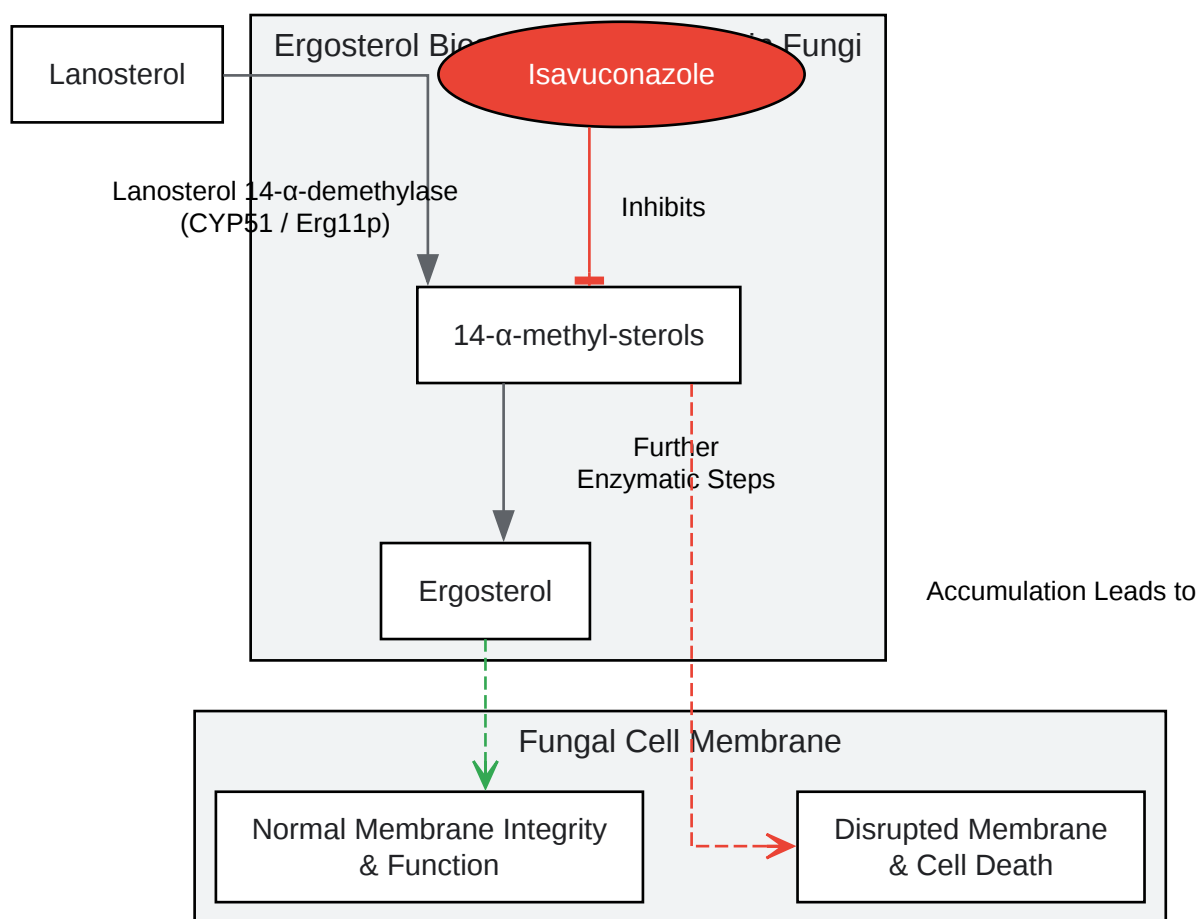 Lanosterol
Ergosterol Fungi
Isavuconazole
Lanosterol 14-α-demethylase
(CYP51 / Erg11p)
Inhibits
14-α-methyl-sterols
Further
Enzymatic Steps
Ergosterol
Accumulation Leads to
Fungal Cell Membrane
Normal Membrane Integrity
& Function
Disrupted Membrane
& Cell Death